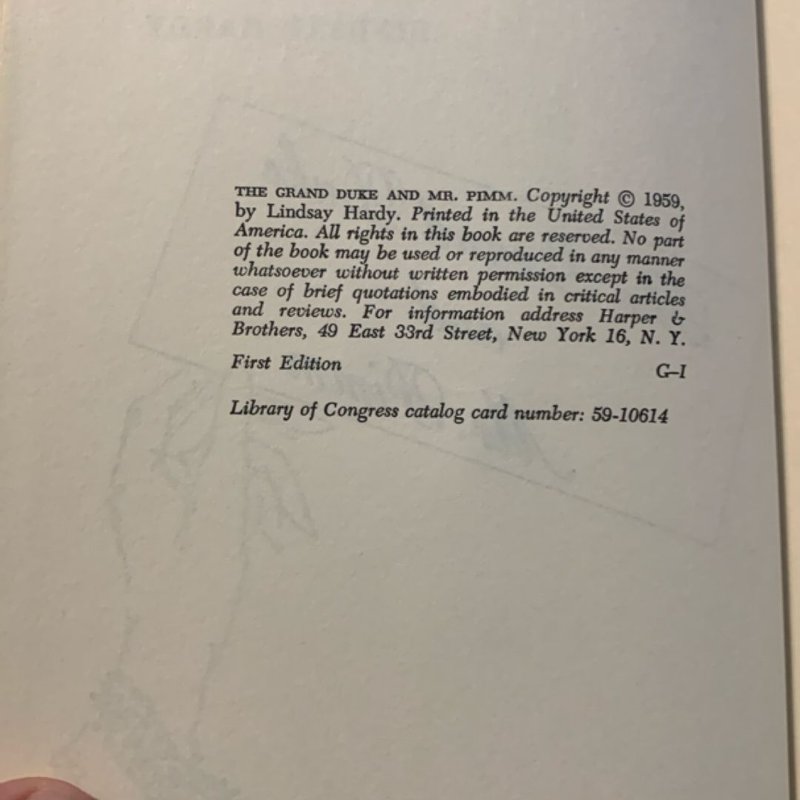 THE GRAND DUKE AND MR. PIMM. Copyright © 1959,
by Lindsay Hardy. Printed in the United States of
America. All rights in this book are reserved. No part
of the book may be used or reproduced in any manner
whatsoever without written permission except in the
case of brief quotations embodied in critical articles
and reviews. For information address Harper &
Brothers, 49 East 33rd Street, New York 16, N. Y.
First Edition G-I
Library of Congress catalog card number: 59-10614